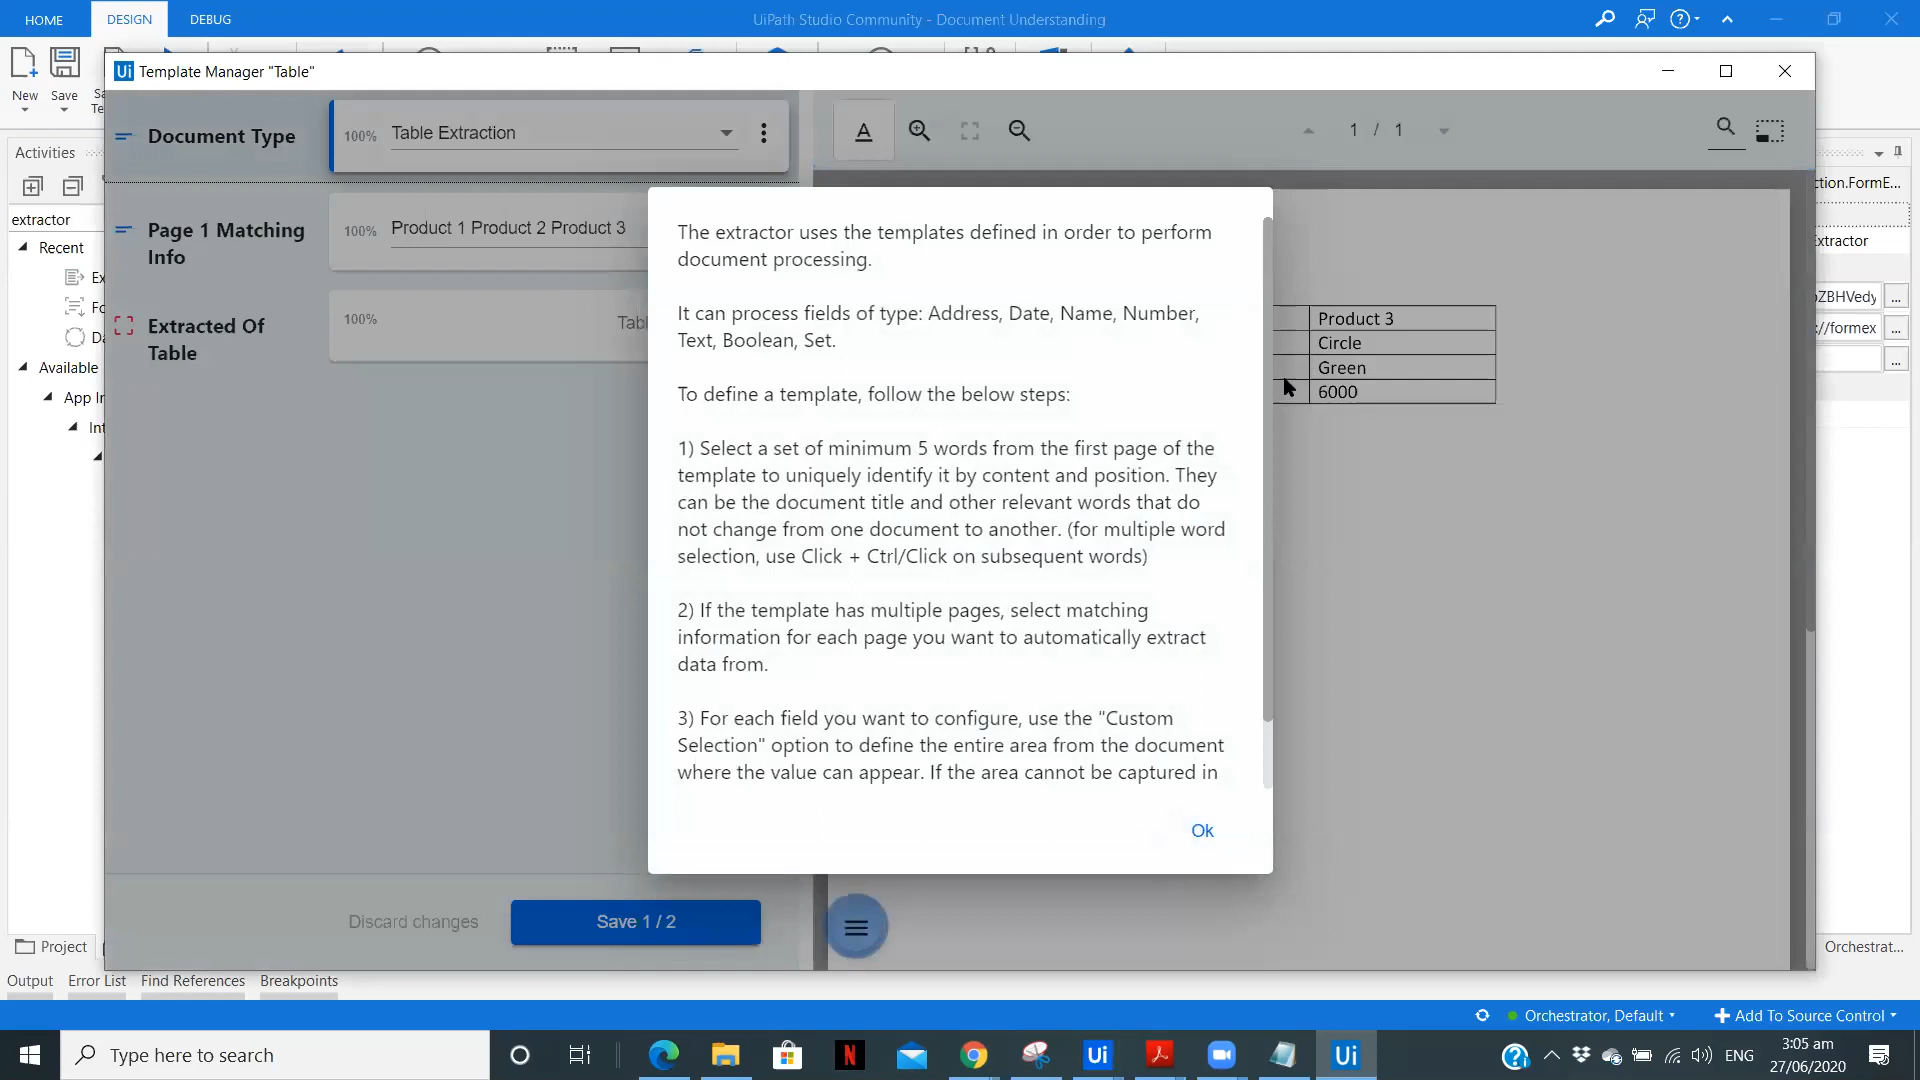 HOME
DESIGN
DEBUG
UiPath Studio Community - Document Understanding
New
Save
Template Manager "Table"
Activities
extractor
Recent
Available
Document Type
100%
Table Extraction
1 / 1
Page 1 Matching
Info
100%
Product 1 Product 2 Product 3
Extracted Of
Table
100%
The extractor uses the templates defined in order to perform
document processing.
It can process fields of type: Address, Date, Name, Number,
Text, Boolean, Set.
To define a template, follow the below steps:
1) Select a set of minimum 5 words from the first page of the
template to uniquely identify it by content and position. They
can be the document title and other relevant words that do
not change from one document to another. (for multiple word
selection, use Click + Ctrl/Click on subsequent words)
2) If the template has multiple pages, select matching
information for each page you want to automatically extract
data from.
3) For each field you want to configure, use the "Custom
Selection" option to define the entire area from the document
where the value can appear. If the area cannot be captured in
Ok
Product 3
Circle
Green
6000
ction.FormE...
Extractor
ZBHVedy
://formex
Discard changes
Save 1 / 2
Project
Orchestrat...
Output
Error List
Find References
Breakpoints
Orchestrator, Default
Add To Source Control
Type here to search
ENG
3:05 am
27/06/2020